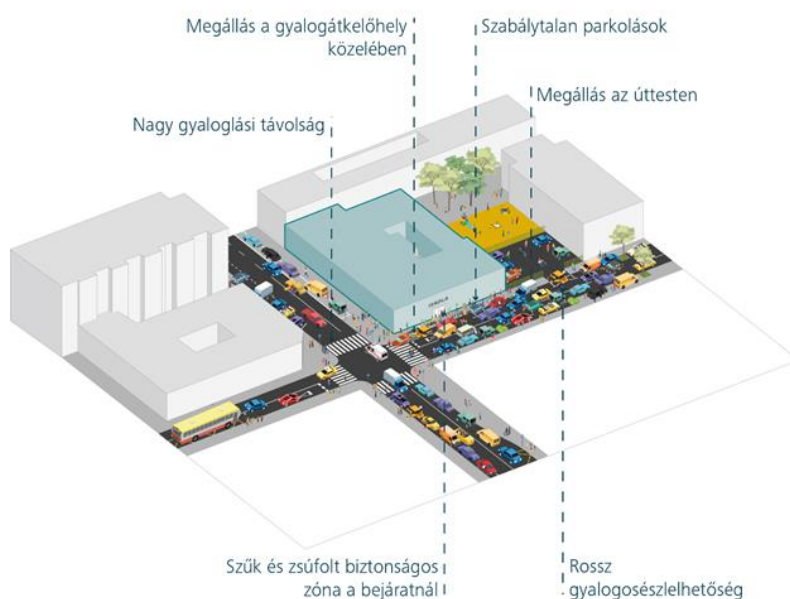 Megállás a gyalogátkelőhely
közelében
Szabálytalan parkolások
Megállás az úttesten
Nagy gyaloglási távolság
Szűk és zsúfolt biztonságos
zóna a bejáratnál
Rossz
gyalogosészlelhetőség